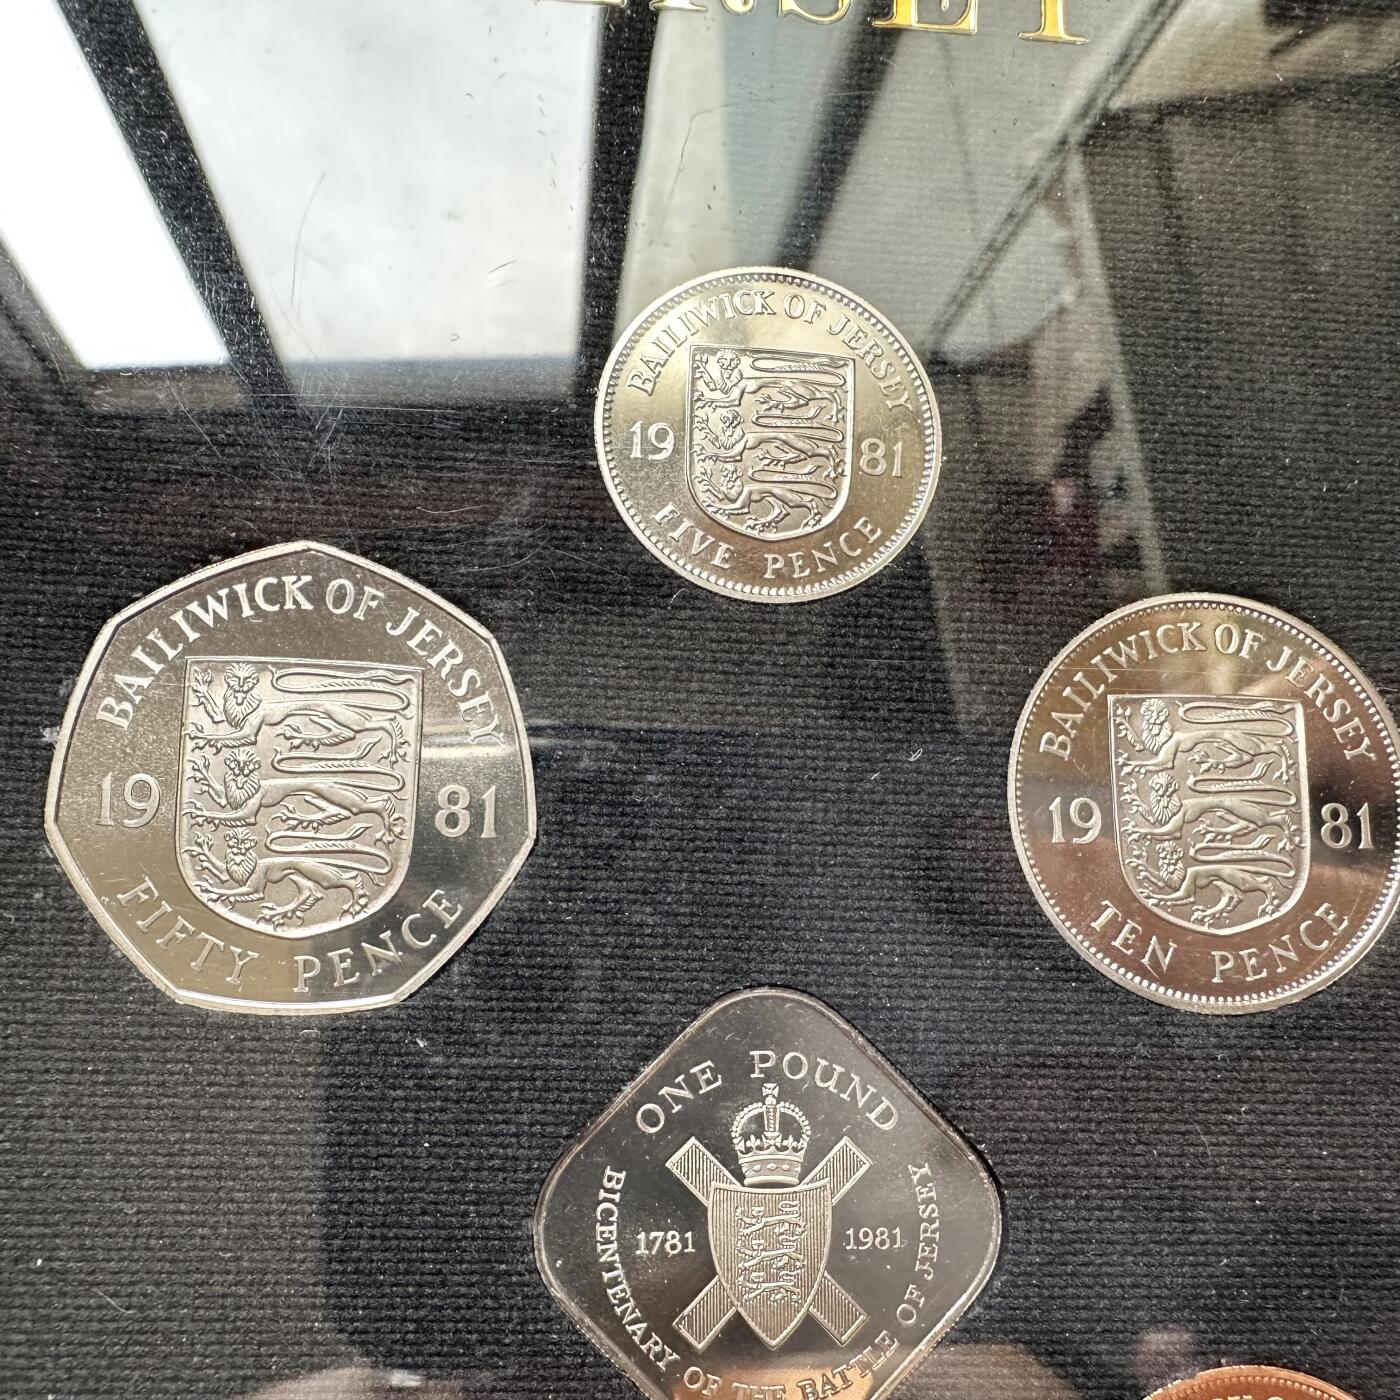 BAILIWICK OF JERSEY
19 81
FIVE PENCE
BAILIWICK OF JERSEY
19 81
FIFTY PENCE
BAILIWICK OF JERSEY
19 81
TEN PENCE
ONE POUND
1781 1981
BICENTENARY OF THE BATTLE OF JERSEY